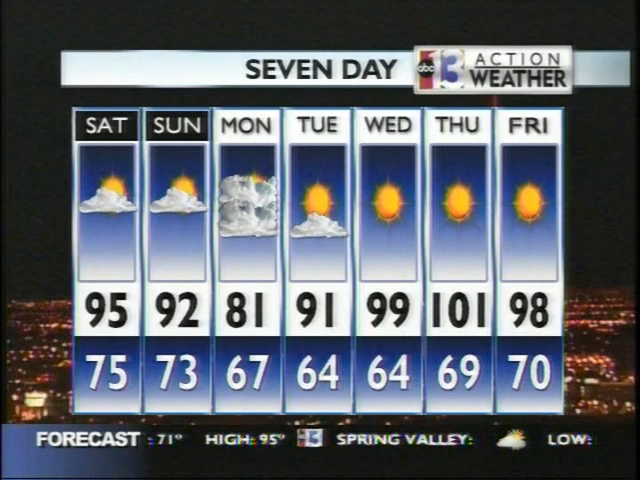 SEVEN DAY
abc 13 ACTION WEATHER
SAT SUN MON TUE WED THU FRI
95 92 81 91 99 101 98
75 73 67 64 64 69 70
FORECAST : 71° HIGH: 95° 13 SPRING VALLEY: LOW: